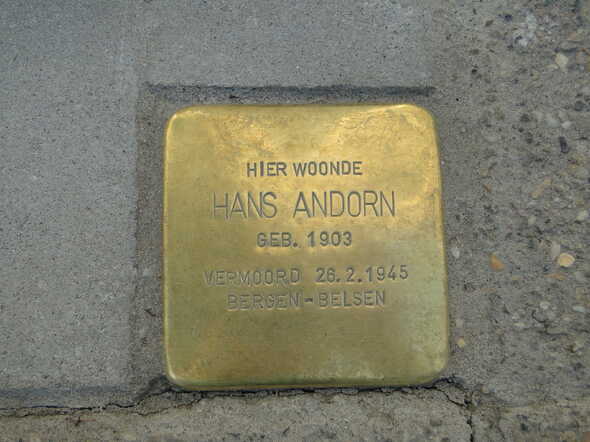 HIER WOONDE
HANS ANDORN
GEB. 1903
VERMOORD 26.2.1945
BERGEN-BELSEN